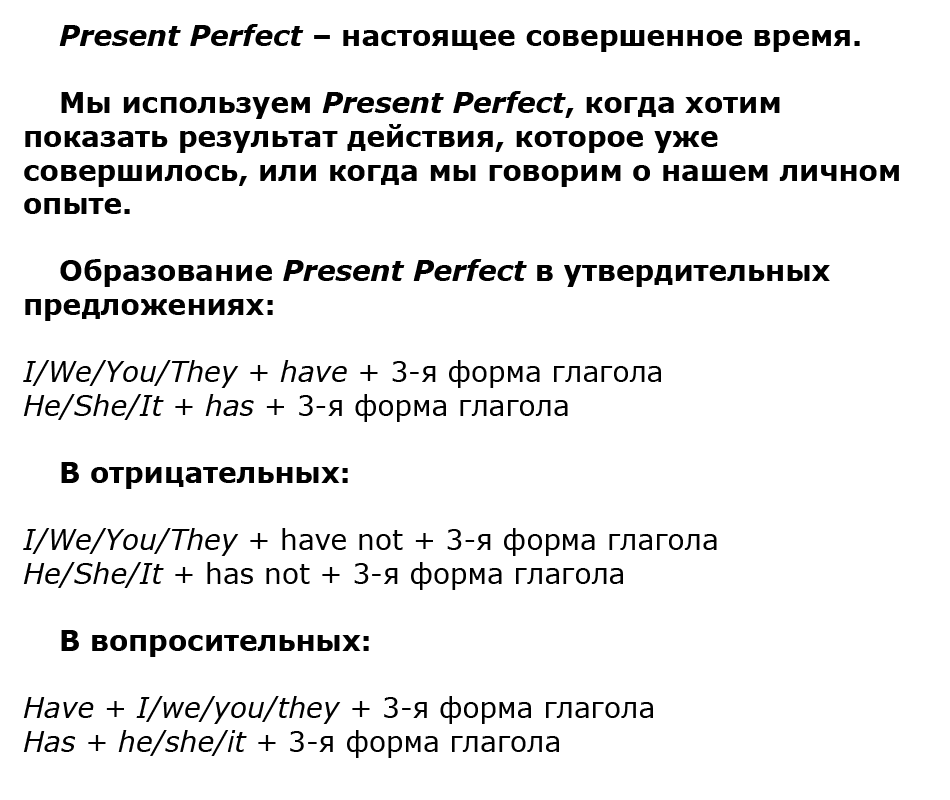 Present Perfect – настоящее совершенное время.
Мы используем Present Perfect, когда хотим
показать результат действия, которое уже
совершилось, или когда мы говорим о нашем личном
опыте.
Образование Present Perfect в утвердительных
предложениях:
I/We/You/They + have + 3-я форма глагола
He/She/It + has + 3-я форма глагола
В отрицательных:
I/We/You/They + have not + 3-я форма глагола
He/She/It + has not + 3-я форма глагола
В вопросительных:
Have + I/we/you/they + 3-я форма глагола
Has + he/she/it + 3-я форма глагола